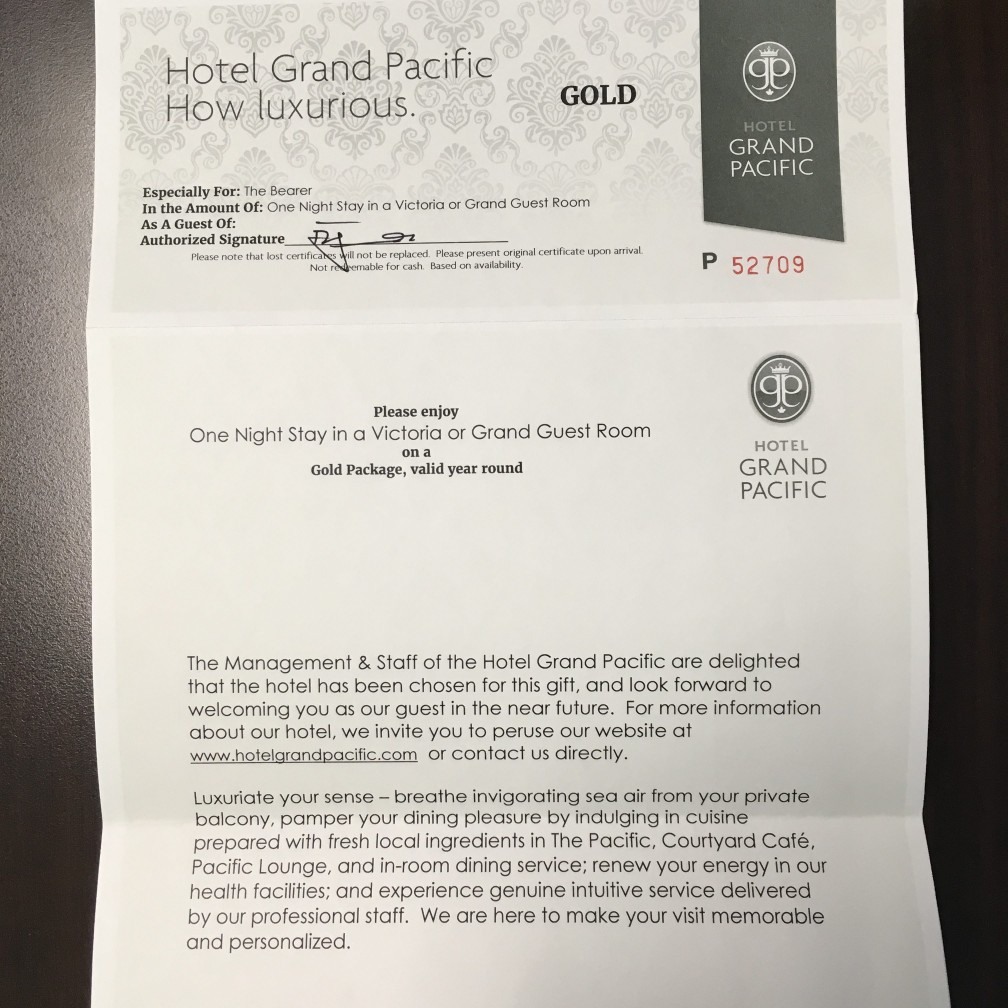 Hotel Grand Pacific
How luxurious.
GOLD
HOTEL
GRAND
PACIFIC
Especially For: The Bearer
In the Amount Of: One Night Stay in a Victoria or Grand Guest Room
As A Guest Of:
Authorized Signature
Please note that lost certificates will not be replaced. Please present original certificate upon arrival.
Not redeemable for cash. Based on availability.
P 52709
Please enjoy
One Night Stay in a Victoria or Grand Guest Room
on a
Gold Package, valid year round
HOTEL
GRAND
PACIFIC
The Management & Staff of the Hotel Grand Pacific are delighted
that the hotel has been chosen for this gift, and look forward to
welcoming you as our guest in the near future. For more information
about our hotel, we invite you to peruse our website at
www.hotelgrandpacific.com or contact us directly.
Luxuriate your sense – breathe invigorating sea air from your private
balcony, pamper your dining pleasure by indulging in cuisine
prepared with fresh local ingredients in The Pacific, Courtyard Café,
Pacific Lounge, and in-room dining service; renew your energy in our
health facilities; and experience genuine intuitive service delivered
by our professional staff. We are here to make your visit memorable
and personalized.